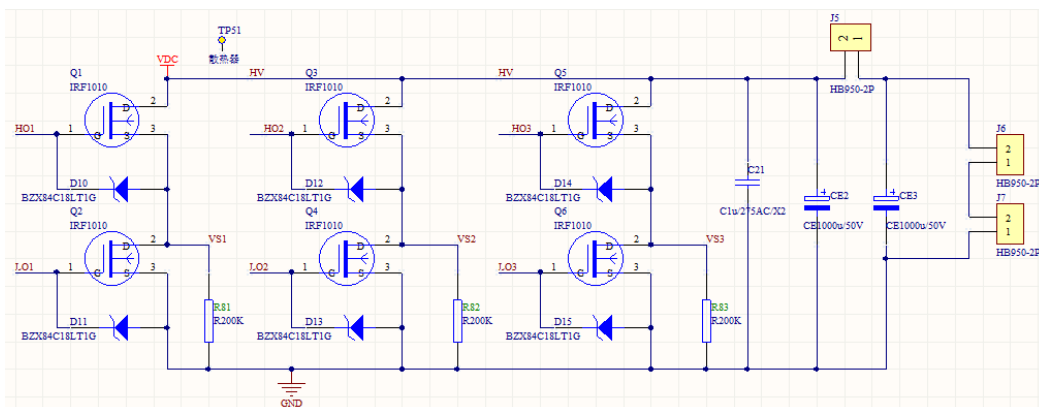 J5
2 1
HB950-2P
TP51
散热器
VDC
HV
HV
Q1
IRF1010
Q3
IRF1010
Q5
IRF1010
HO1
1
G
D
S
2
3
HO2
1
G
D
S
2
3
HO3
1
G
D
S
2
3
D10
BZX84C18LT1G
D12
BZX84C18LT1G
D14
BZX84C18LT1G
C21
C1u/275AC/X2
CE2
CE1000u/50V
CE3
CE1000u/50V
J6
2
1
HB950-2P
J7
2
1
HB950-2P
Q2
IRF1010
Q4
IRF1010
Q6
IRF1010
VS1
VS2
VS3
LO1
1
G
D
S
2
3
LO2
1
G
D
S
2
3
LO3
1
G
D
S
2
3
R81
R200K
R82
R200K
R83
R200K
D11
BZX84C18LT1G
D13
BZX84C18LT1G
D15
BZX84C18LT1G
GND